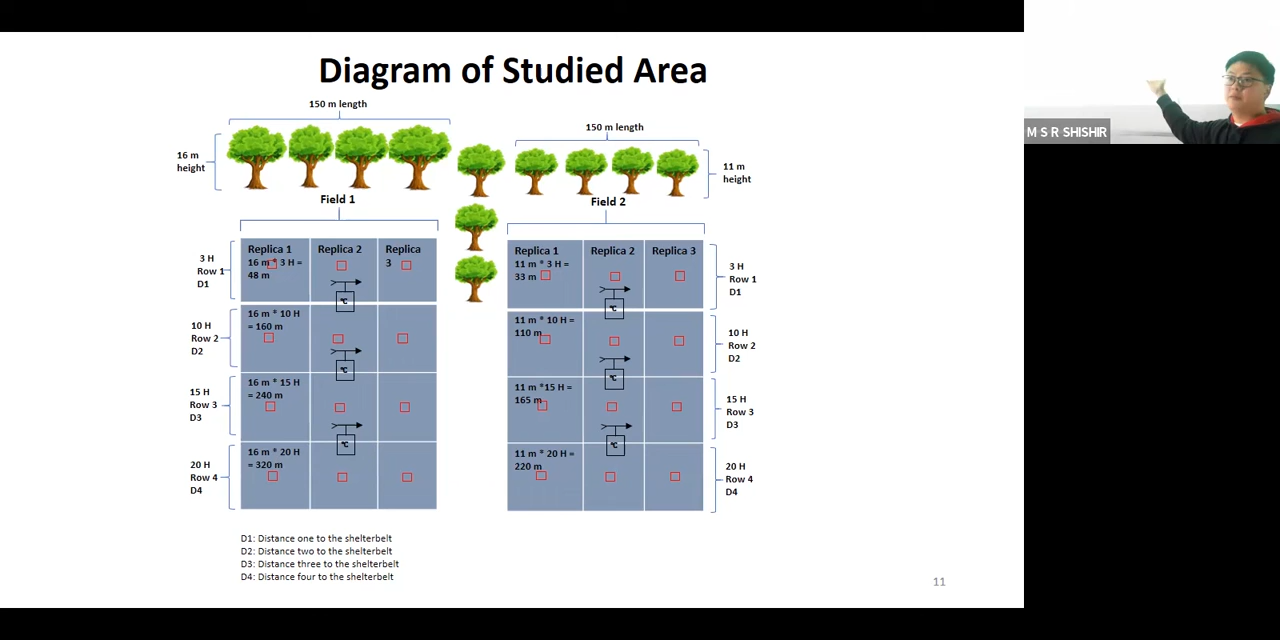 Diagram of Studied Area
150 m length
150 m length
16 m
height
11 m
height
Field 1
Field 2
3 H
Row 1
D1
Replica 1
16 m * 3 H =
48 m
Replica 2
Replica
3
℃
10 H
Row 2
D2
16 m * 10 H
= 160 m
℃
15 H
Row 3
D3
16 m * 15 H
= 240 m
℃
20 H
Row 4
D4
16 m * 20 H
= 320 m
Replica 1
11 m * 3 H =
33 m
Replica 2
Replica 3
℃
3 H
Row 1
D1
11 m * 10 H =
110 m
℃
10 H
Row 2
D2
11 m *15 H =
165 m
℃
15 H
Row 3
D3
11 m * 20 H =
220 m
20 H
Row 4
D4
D1: Distance one to the shelterbelt
D2: Distance two to the shelterbelt
D3: Distance three to the shelterbelt
D4: Distance four to the shelterbelt
11
M S R SHISHIR